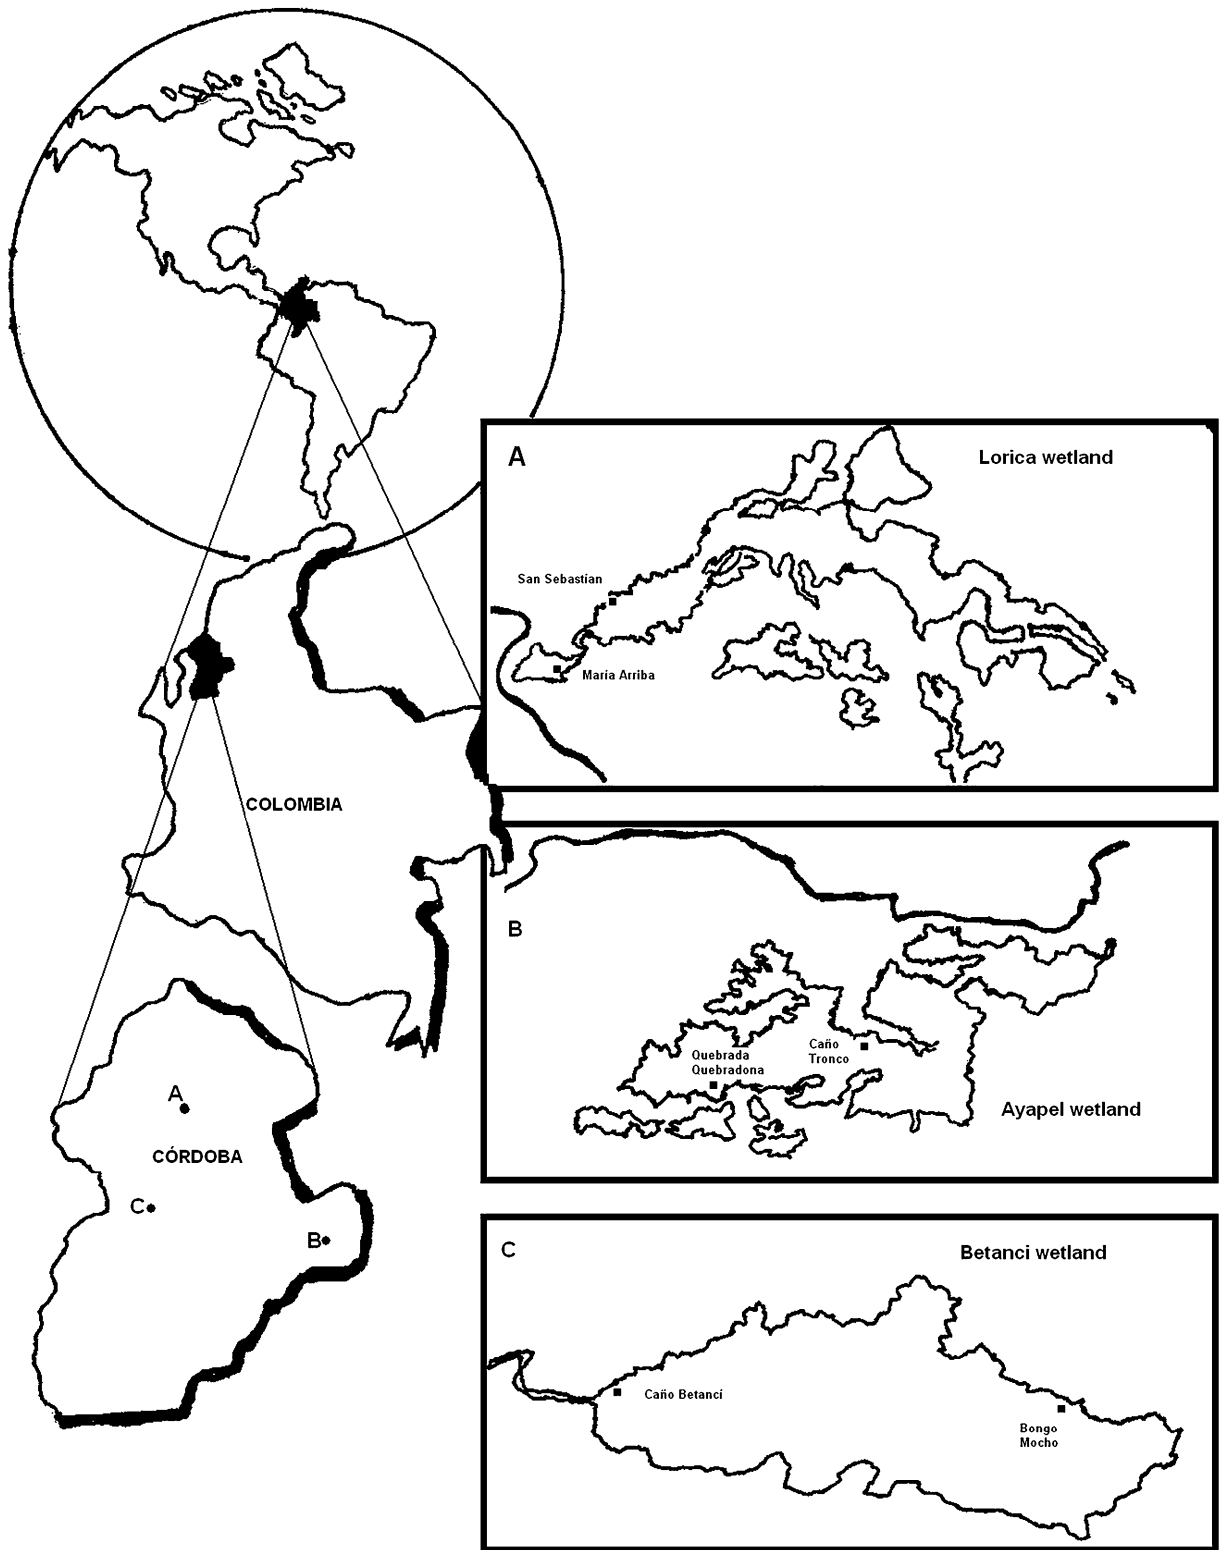 A
Lorica wetland
San Sebastían
María Arriba
COLOMBIA
B
Quebrada
Quebradona
Caño
Tronco
Ayapel wetland
A
CÓRDOBA
C
B
C
Betanci wetland
Caño Betancí
Bongo
Mocho